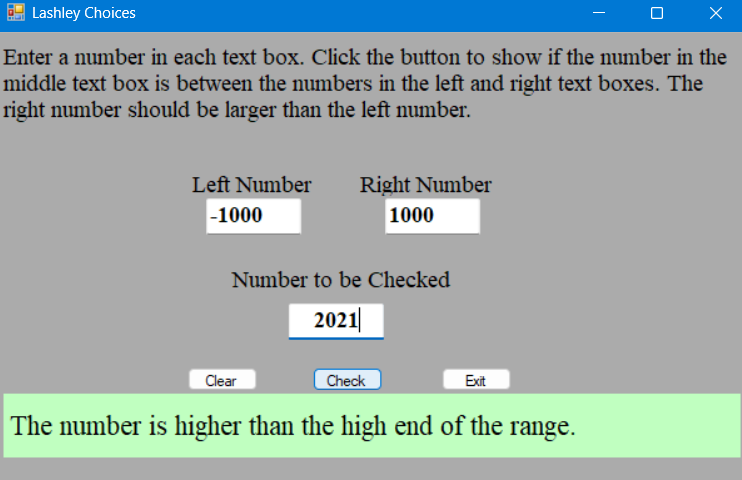 Lashley Choices
Enter a number in each text box. Click the button to show if the number in the
middle text box is between the numbers in the left and right text boxes. The
right number should be larger than the left number.
Left Number Right Number
-1000 1000
Number to be Checked
2021
Clear Check Exit
The number is higher than the high end of the range.